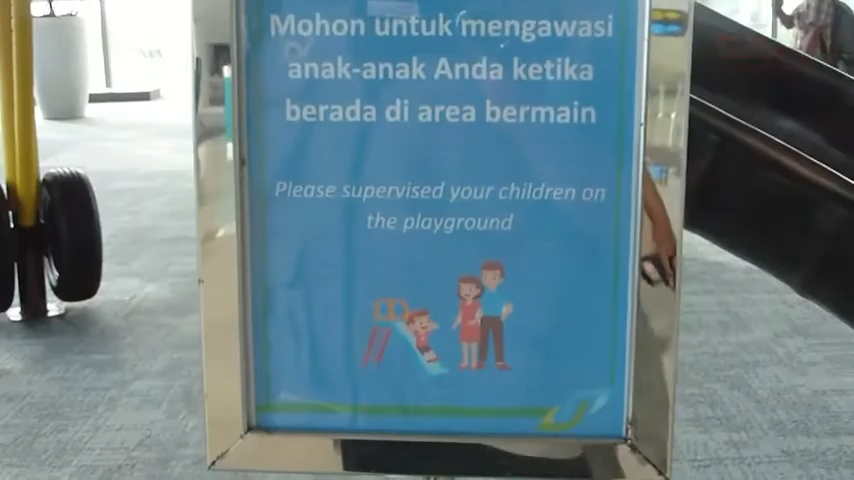 Mohon untuk mengawasi
anak-anak Anda ketika
berada di area bermain
Please supervised your children on
the playground